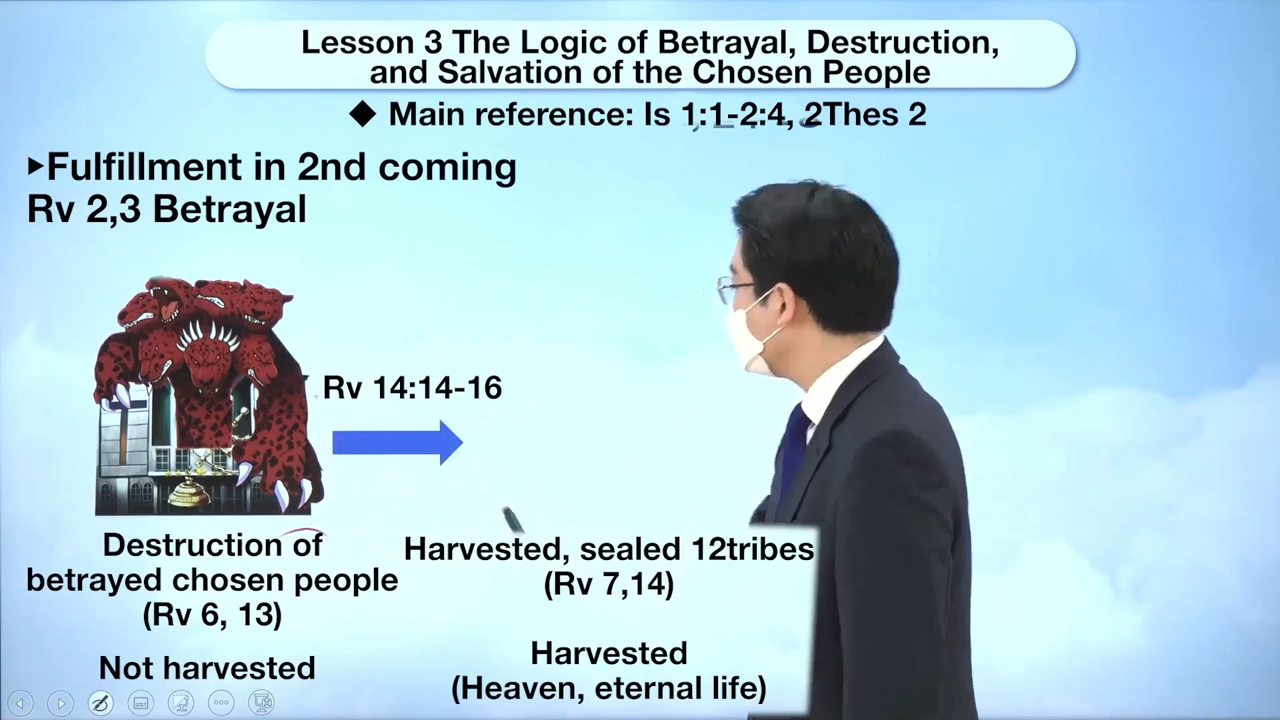 Lesson 3 The Logic of Betrayal, Destruction,
and Salvation of the Chosen People
◆ Main reference: Is 1:1-2:4, 2Thes 2
▸Fulfillment in 2nd coming
Rv 2,3 Betrayal
Rv 14:14-16
Destruction of
betrayed chosen people
(Rv 6, 13)
Not harvested
Harvested, sealed 12tribes
(Rv 7,14)
Harvested
(Heaven, eternal life)